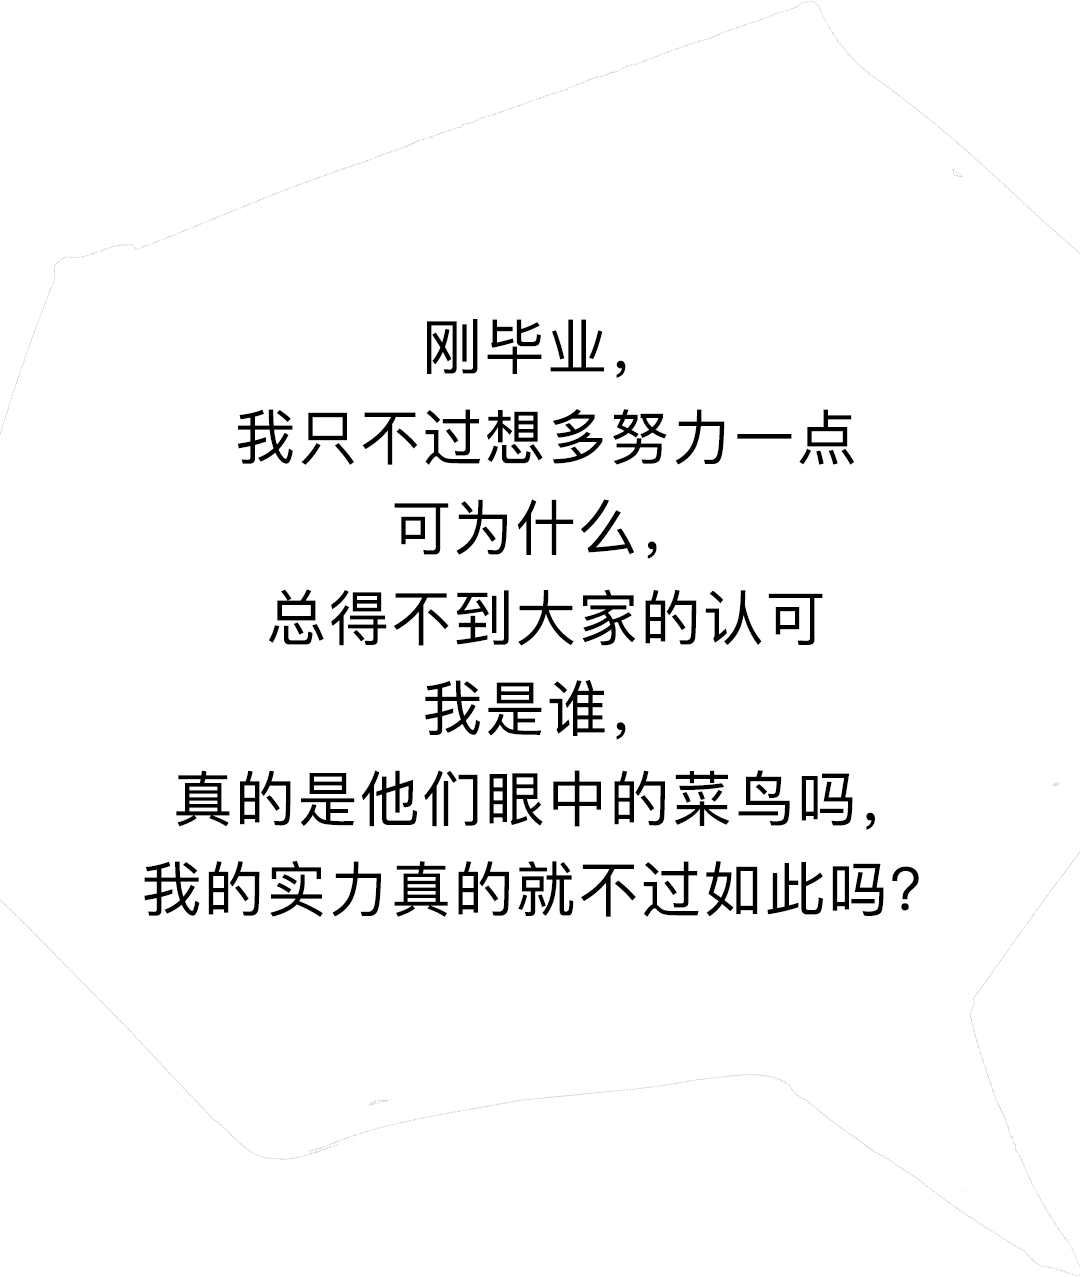 刚毕业，
我只不过想多努力一点
可为什么，
总得不到大家的认可
我是谁，
真的是他们眼中的菜鸟吗，
我的实力真的就不过如此吗？